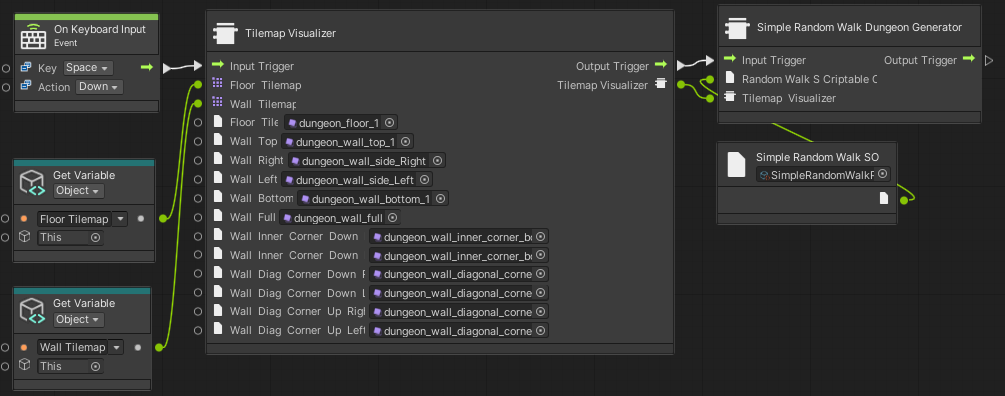 On Keyboard Input
Event
Key Space
Action Down
Get Variable
Object
Floor Tilemap
This
Get Variable
Object
Wall Tilemap
This
Tilemap Visualizer
Input Trigger Output Trigger
Floor Tilemap Tilemap Visualizer
Wall Tilemap
Floor Tile dungeon_floor_1
Wall Top dungeon_wall_top_1
Wall Right dungeon_wall_side_Right
Wall Left dungeon_wall_side_Left
Wall Bottom dungeon_wall_bottom_1
Wall Full dungeon_wall_full
Wall Inner Corner Down dungeon_wall_inner_corner_b
Wall Inner Corner Down dungeon_wall_inner_corner_b
Wall Diag Corner Down dungeon_wall_diagonal_corne
Wall Diag Corner Down dungeon_wall_diagonal_corne
Wall Diag Corner Up Rig dungeon_wall_diagonal_corne
Wall Diag Corner Up Left dungeon_wall_diagonal_corne
Simple Random Walk Dungeon Generator
Input Trigger Output Trigger
Random Walk S Criptable O
Tilemap Visualizer
Simple Random Walk SO
SimpleRandomWalkF